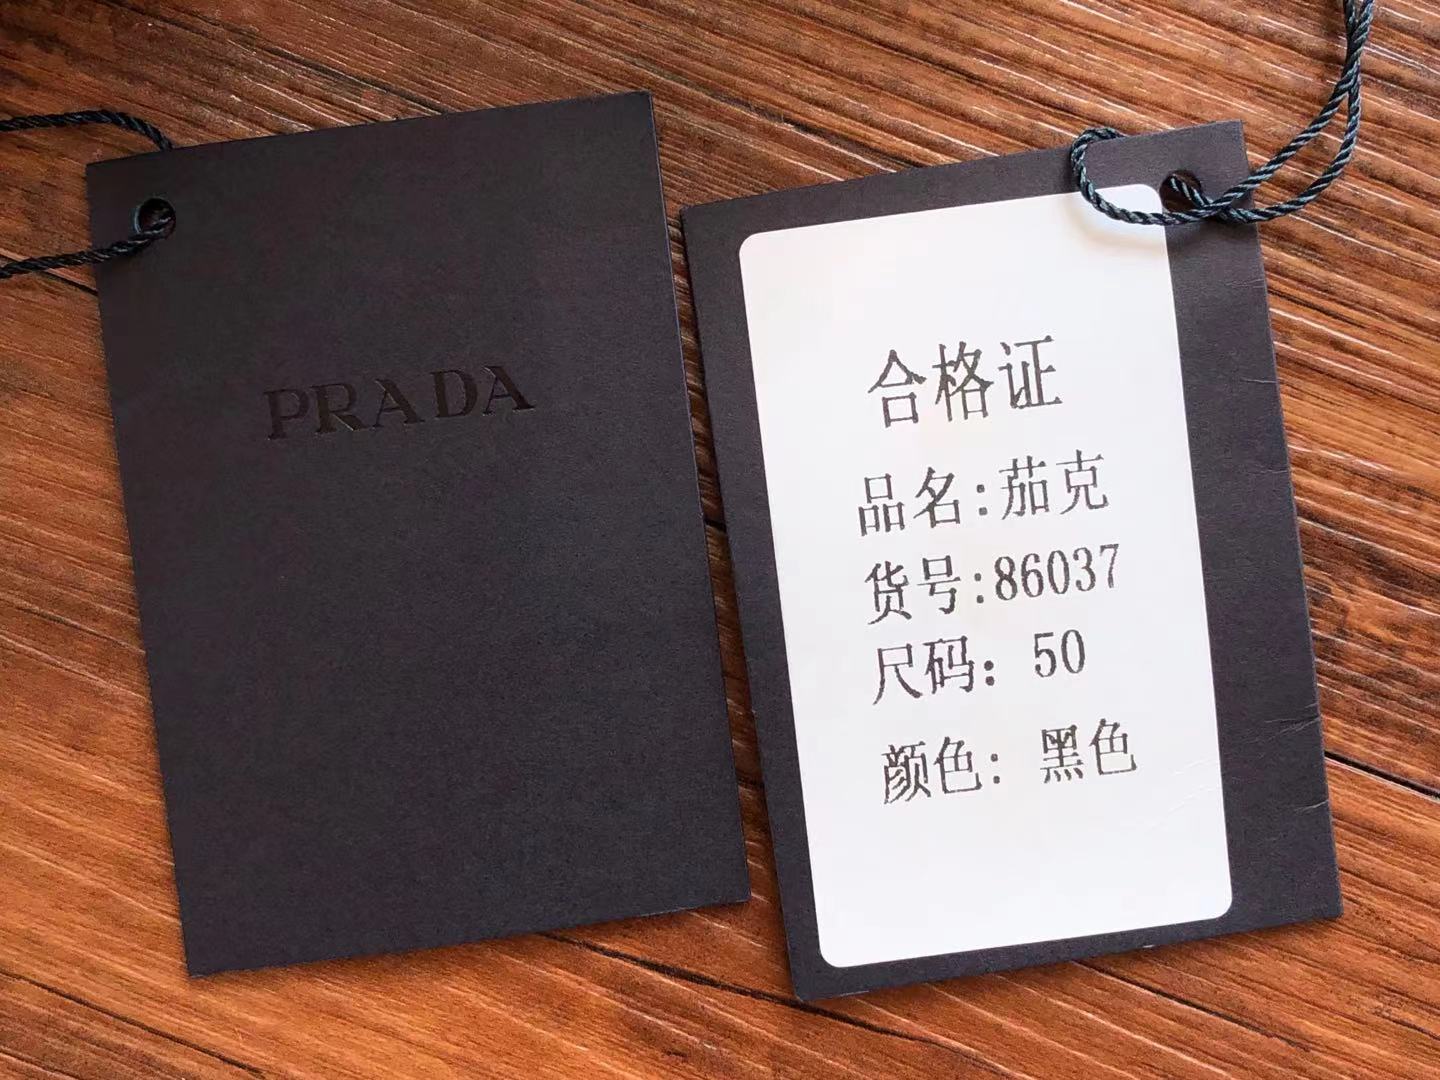 PRADA
合格证
品名:茄克
货号:86037
尺码: 50
颜色: 黑色